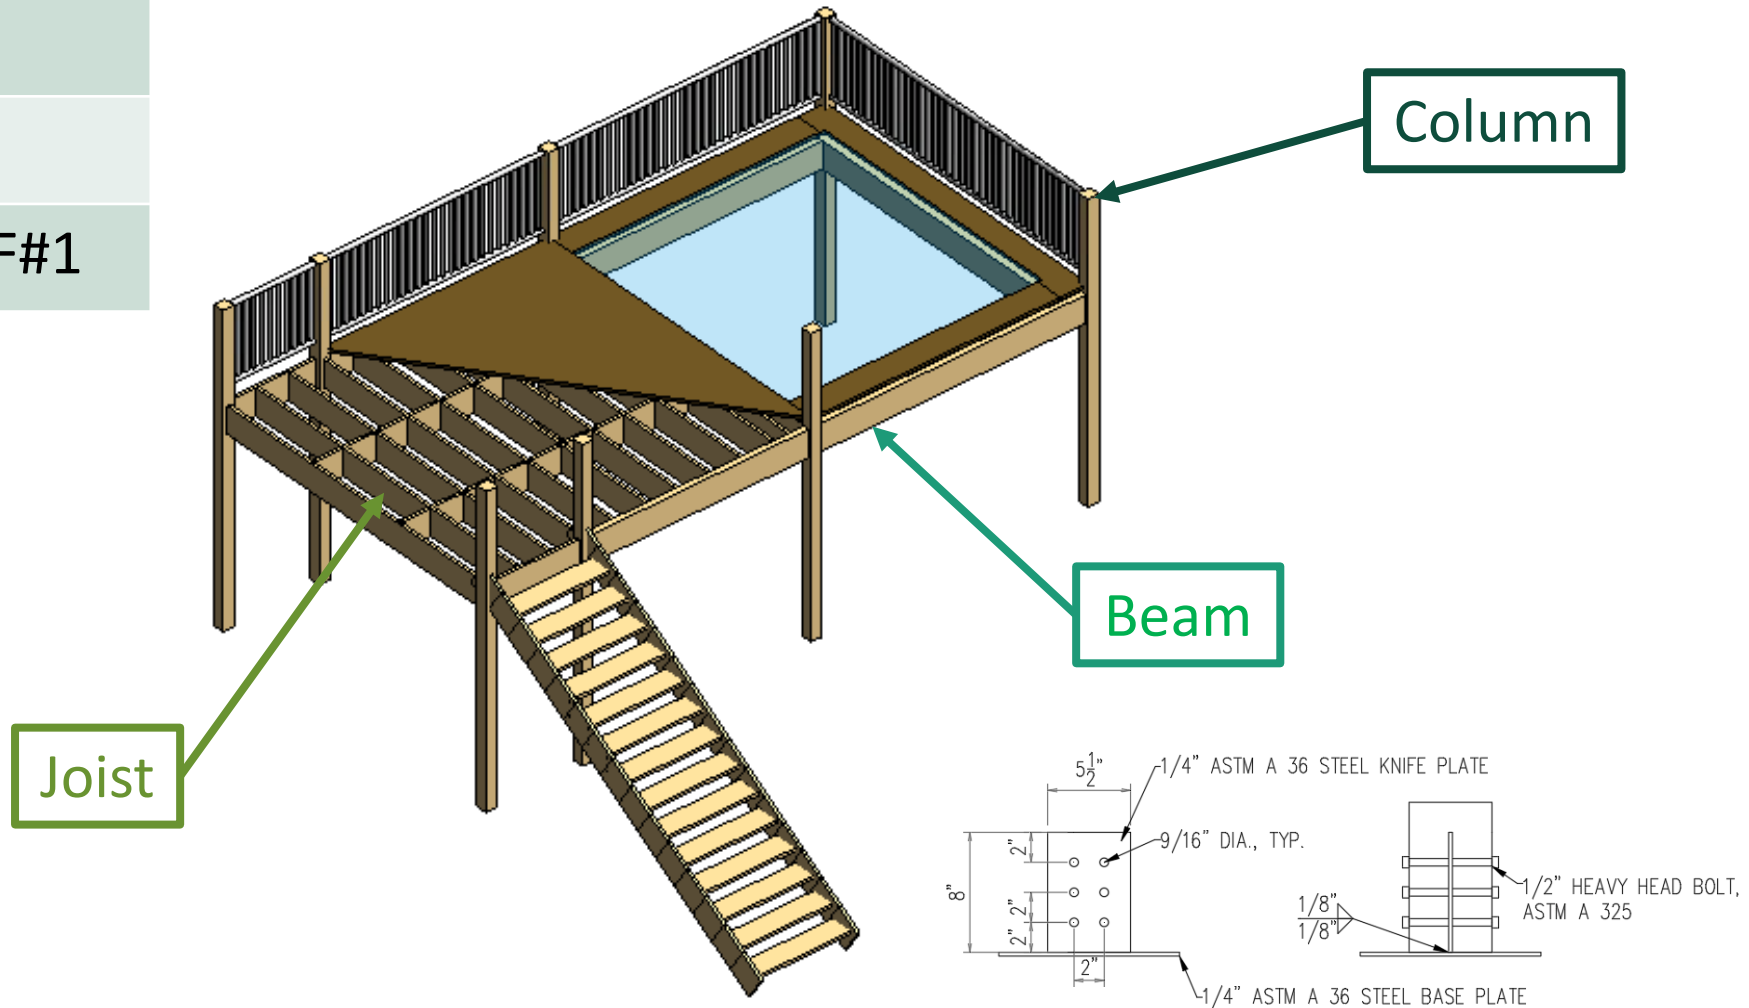 F#1
Column
Beam
Joist
5 1/2"
1/4" ASTM A 36 STEEL KNIFE PLATE
9/16" DIA., TYP.
2"
8"
2"
2"
2"
1/4" ASTM A 36 STEEL BASE PLATE
1/8"
1/8"
1/2" HEAVY HEAD BOLT,
ASTM A 325